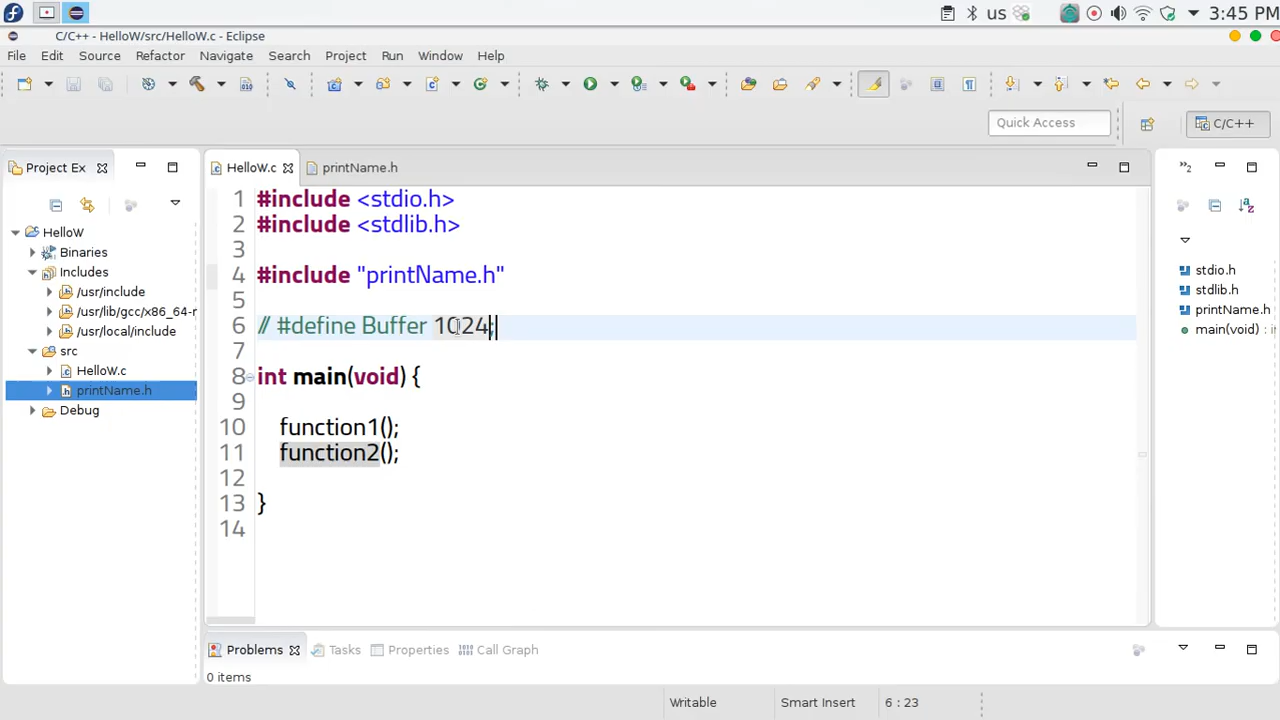 us
3:45 PM
C/C++ - HelloW/src/HelloW.c - Eclipse
File Edit Source Refactor Navigate Search Project Run Window Help
Quick Access
C/C++
Project Ex
HelloW.c
printName.h
HelloW
Binaries
Includes
/usr/include
/usr/lib/gcc/x86_64-r
/usr/local/include
src
HelloW.c
printName.h
Debug
1 #include <stdio.h>
2 #include <stdlib.h>
3
4 #include "printName.h"
5
6 // #define Buffer 1024;
7
8 int main(void) {
9
10 function1();
11 function2();
12
13 }
14
stdio.h
stdlib.h
printName.h
main(void) : i
Problems Tasks Properties Call Graph
0 items
Writable Smart Insert 6 : 23